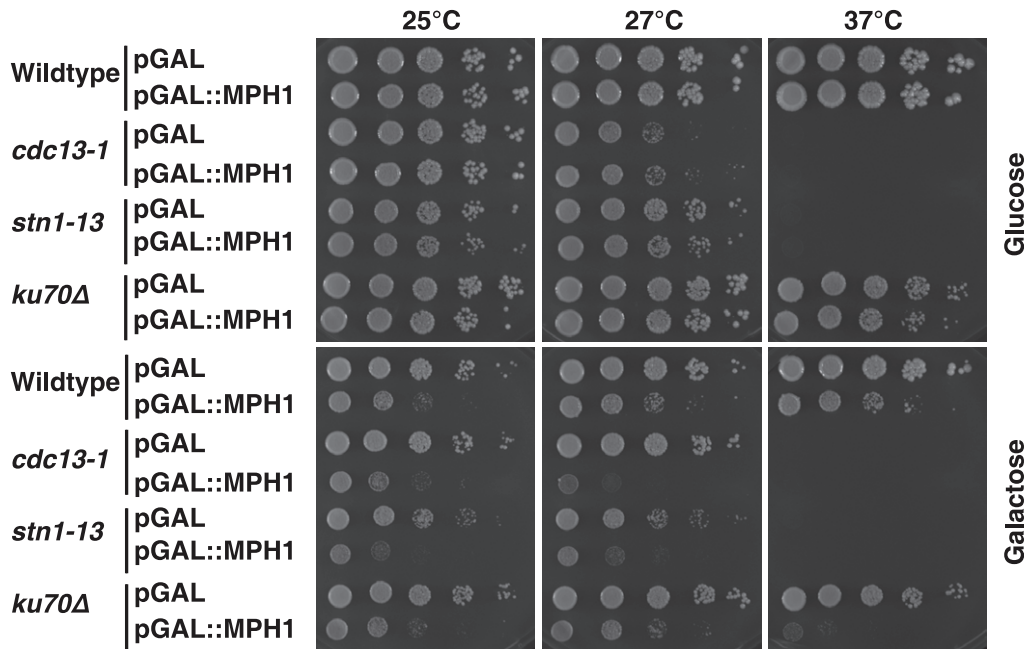 25°C 27°C 37°C
Wildtype pGAL
pGAL::MPH1
cdc13-1 pGAL
pGAL::MPH1
stn1-13 pGAL
pGAL::MPH1
ku70Δ pGAL
pGAL::MPH1
Glucose
Wildtype pGAL
pGAL::MPH1
cdc13-1 pGAL
pGAL::MPH1
stn1-13 pGAL
pGAL::MPH1
ku70Δ pGAL
pGAL::MPH1
Galactose